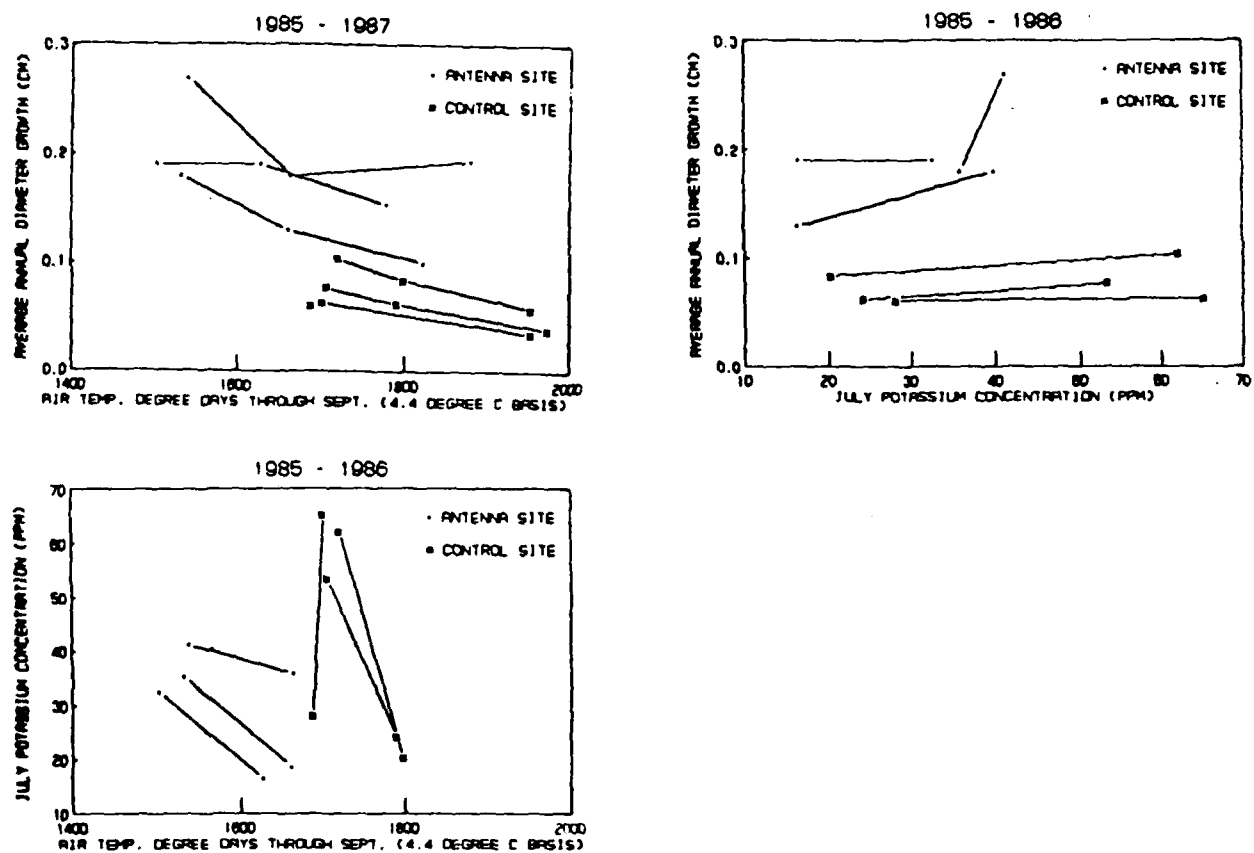 1985 - 1987
0.3
0.2
0.1
0.0
1400
1600
1800
2000
AVERAGE ANNUAL DIAMETER GROWTH (CM)
AIR TEMP. DEGREE DAYS THROUGH SEPT. (4.4 DEGREE C BASIS)
ANTENNA SITE
CONTROL SITE
1985 - 1986
0.3
0.2
0.1
0.0
10
20
30
40
50
60
70
AVERAGE ANNUAL DIAMETER GROWTH (CM)
JULY POTASSIUM CONCENTRATION (PPM)
ANTENNA SITE
CONTROL SITE
1985 - 1986
70
60
50
40
30
20
10
1400
1600
1800
2000
JULY POTASSIUM CONCENTRATION (PPM)
AIR TEMP. DEGREE DAYS THROUGH SEPT. (4.4 DEGREE C BASIS)
ANTENNA SITE
CONTROL SITE